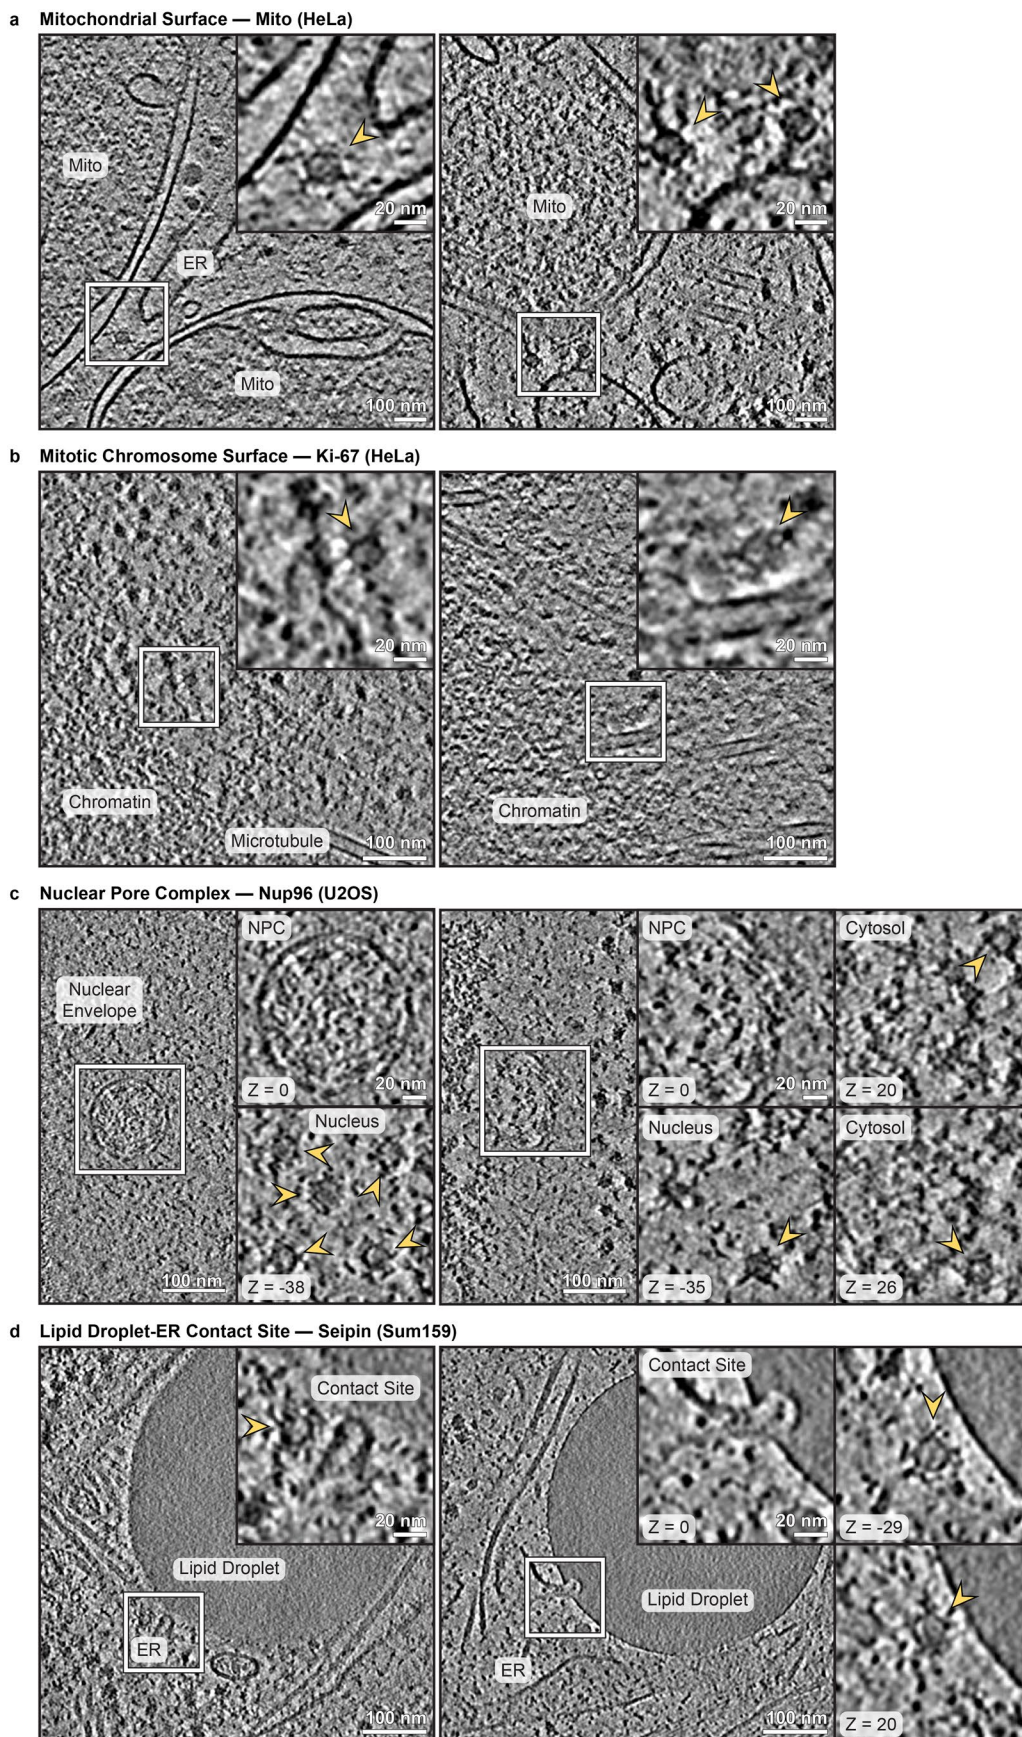 a Mitochondrial Surface — Mito (HeLa)
Mito
ER
Mito
100 nm
20 nm
Mito
100 nm
20 nm
b Mitotic Chromosome Surface — Ki-67 (HeLa)
Chromatin
Microtubule
100 nm
20 nm
Chromatin
100 nm
20 nm
c Nuclear Pore Complex — Nup96 (U2OS)
Nuclear
Envelope
100 nm
NPC
Z = 0
20 nm
Nucleus
Z = -38
100 nm
NPC
Z = 0
20 nm
Cytosol
Z = 20
Nucleus
Z = -35
Cytosol
Z = 26
d Lipid Droplet-ER Contact Site — Seipin (Sum159)
Contact Site
20 nm
Lipid Droplet
ER
100 nm
Contact Site
Z = 0
20 nm
Z = -29
Lipid Droplet
ER
100 nm
Z = 20